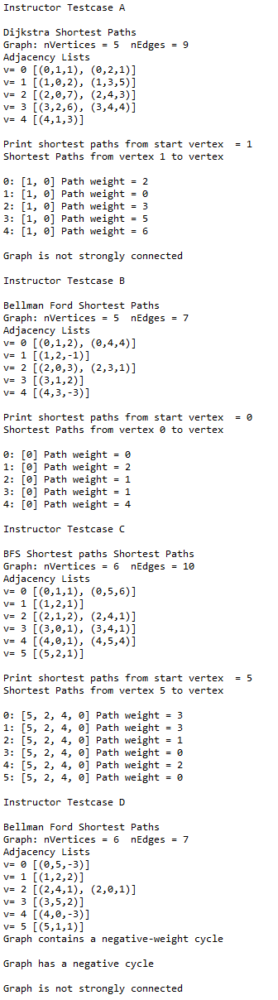 Instructor Testcase A
Dijkstra Shortest Paths
Graph: nVertices = 5  nEdges = 9
Adjacency Lists
v= 0 [(0,1,1), (0,2,1)]
v= 1 [(1,0,2), (1,3,5)]
v= 2 [(2,0,7), (2,4,3)]
v= 3 [(3,2,6), (3,4,4)]
v= 4 [(4,1,3)]
Print shortest paths from start vertex  = 1
Shortest Paths from vertex 1 to vertex
0: [1, 0] Path weight = 2
1: [1, 0] Path weight = 0
2: [1, 0] Path weight = 3
3: [1, 0] Path weight = 5
4: [1, 0] Path weight = 6
Graph is not strongly connected
Instructor Testcase B
Bellman Ford Shortest Paths
Graph: nVertices = 5  nEdges = 7
Adjacency Lists
v= 0 [(0,1,2), (0,4,4)]
v= 1 [(1,2,-1)]
v= 2 [(2,0,3), (2,3,1)]
v= 3 [(3,1,2)]
v= 4 [(4,3,-3)]
Print shortest paths from start vertex  = 0
Shortest Paths from vertex 0 to vertex
0: [0] Path weight = 0
1: [0] Path weight = 2
2: [0] Path weight = 1
3: [0] Path weight = 1
4: [0] Path weight = 4
Instructor Testcase C
BFS Shortest paths Shortest Paths
Graph: nVertices = 6  nEdges = 10
Adjacency Lists
v= 0 [(0,1,1), (0,5,6)]
v= 1 [(1,2,1)]
v= 2 [(2,1,2), (2,4,1)]
v= 3 [(3,0,1), (3,4,1)]
v= 4 [(4,0,1), (4,5,4)]
v= 5 [(5,2,1)]
Print shortest paths from start vertex  = 5
Shortest Paths from vertex 5 to vertex
0: [5, 2, 4, 0] Path weight = 3
1: [5, 2, 4, 0] Path weight = 3
2: [5, 2, 4, 0] Path weight = 1
3: [5, 2, 4, 0] Path weight = 0
4: [5, 2, 4, 0] Path weight = 2
5: [5, 2, 4, 0] Path weight = 0
Instructor Testcase D
Bellman Ford Shortest Paths
Graph: nVertices = 6  nEdges = 7
Adjacency Lists
v= 0 [(0,5,-3)]
v= 1 [(1,2,2)]
v= 2 [(2,4,1), (2,0,1)]
v= 3 [(3,5,2)]
v= 4 [(4,0,-3)]
v= 5 [(5,1,1)]
Graph contains a negative-weight cycle
Graph has a negative cycle
Graph is not strongly connected